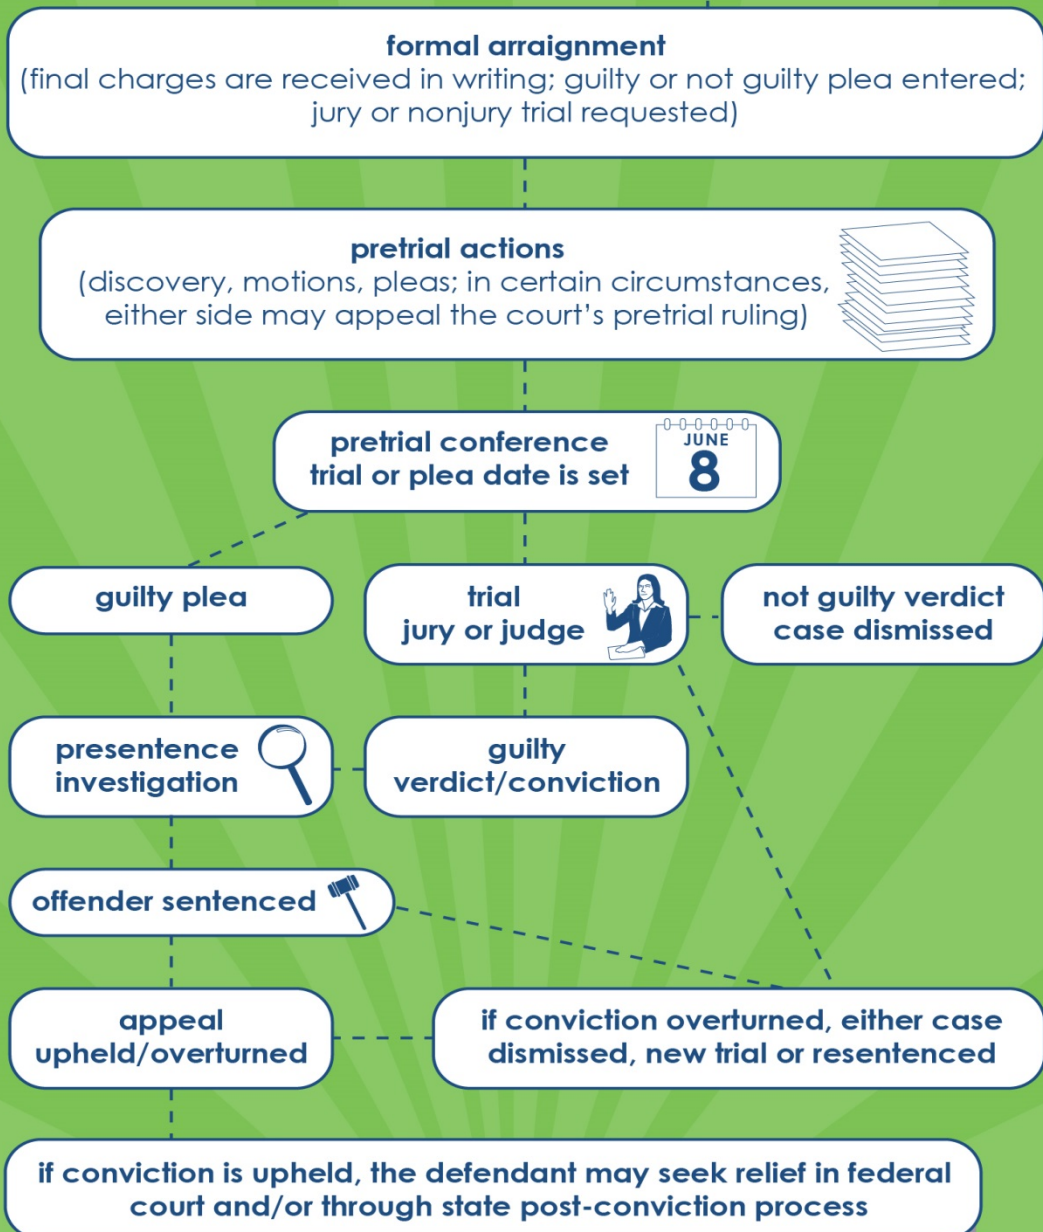 formal arraignment
(final charges are received in writing; guilty or not guilty plea entered;
jury or nonjury trial requested)
pretrial actions
(discovery, motions, pleas; in certain circumstances,
either side may appeal the court's pretrial ruling)
pretrial conference
trial or plea date is set
JUNE
8
guilty plea
trial
jury or judge
not guilty verdict
case dismissed
presentence
investigation
guilty
verdict/conviction
offender sentenced
appeal
upheld/overturned
if conviction overturned, either case
dismissed, new trial or resentenced
if conviction is upheld, the defendant may seek relief in federal
court and/or through state post-conviction process